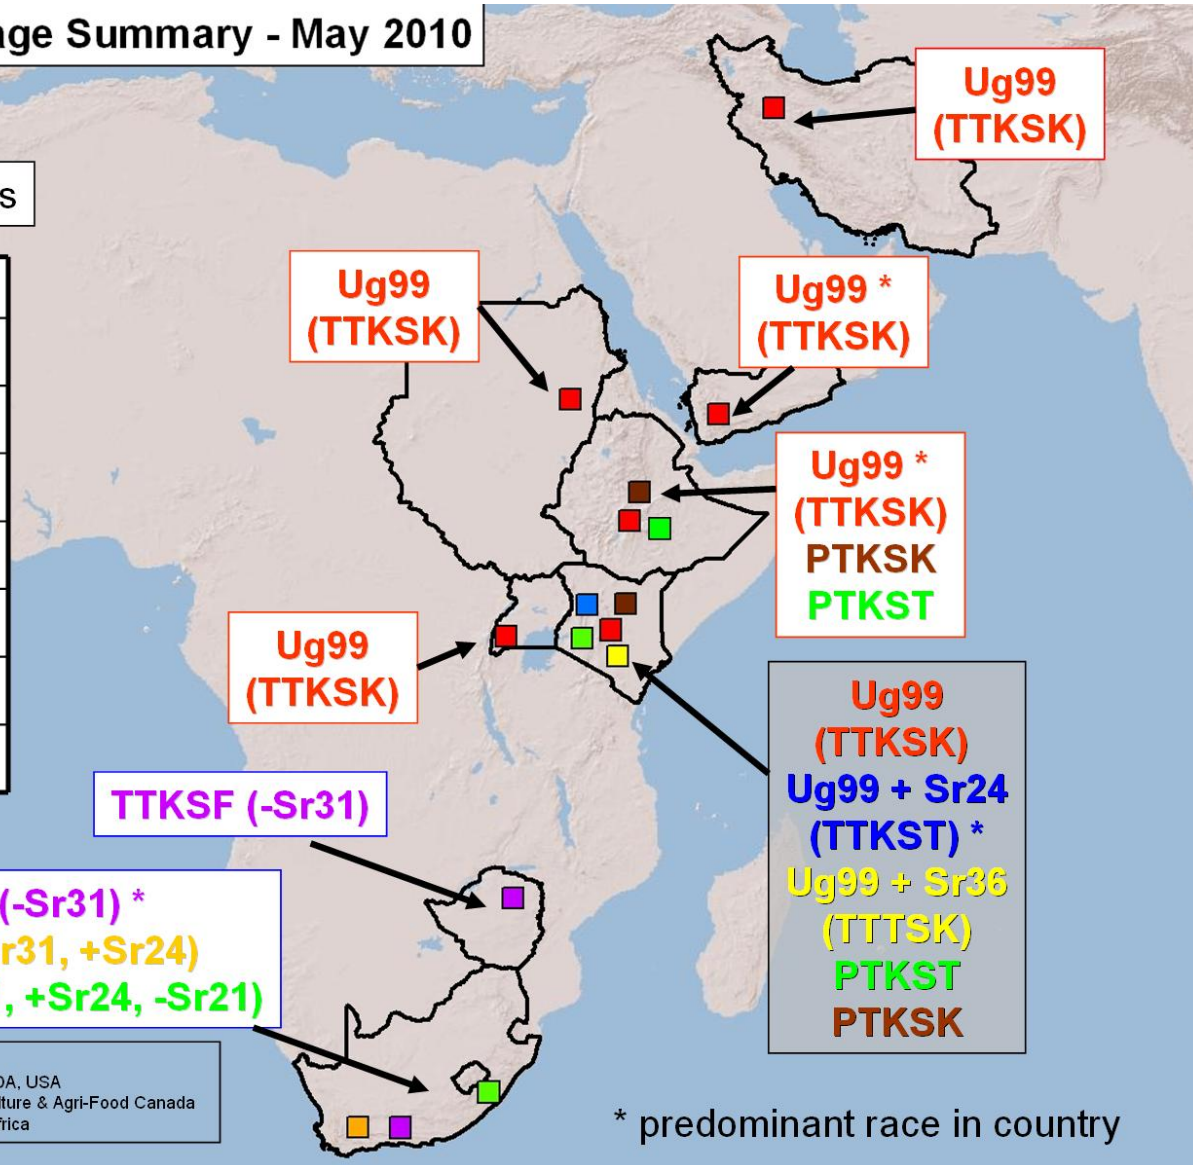 age Summary - May 2010
s
Ug99
(TTKSK)
Ug99
(TTKSK)
Ug99 *
(TTKSK)
Ug99 *
(TTKSK)
PTKSK
PTKST
Ug99
(TTKSK)
Ug99
(TTKSK)
Ug99 + Sr24
(TTKST) *
Ug99 + Sr36
(TTTSK)
PTKST
PTKSK
TTKSF (-Sr31)
(-Sr31) *
r31, +Sr24)
, +Sr24, -Sr21)
DA, USA
lture & Agri-Food Canada
frica
* predominant race in country